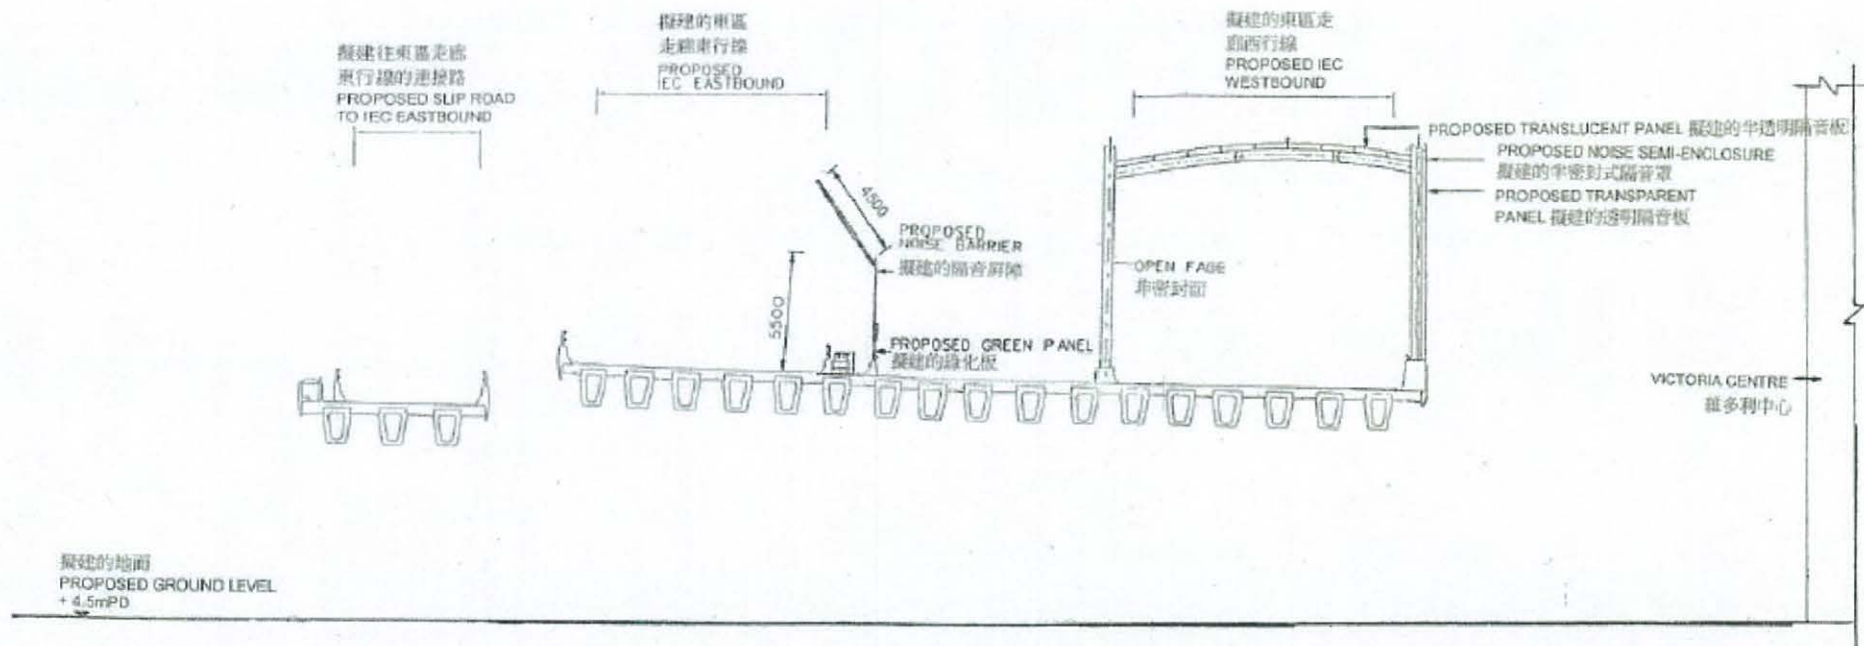 擬建往東區走廊
東行線的連接路
PROPOSED SLIP ROAD
TO IEC EASTBOUND
擬建的東區
走廊東行線
PROPOSED
IEC EASTBOUND
擬建的東區走
廊西行線
PROPOSED IEC
WESTBOUND
PROPOSED TRANSLUCENT PANEL 擬建的半透明隔音板
PROPOSED NOISE SEMI-ENCLOSURE
擬建的半密封式隔音罩
PROPOSED TRANSPARENT
PANEL 擬建的透明隔音板
4500
PROPOSED
NOISE BARRIER
擬建的隔音屏障
OPEN FACE
非密封面
5500
PROPOSED GREEN PANEL
擬建的綠化板
VICTORIA CENTRE
維多利中心
擬建的地面
PROPOSED GROUND LEVEL
+ 4.5mPD